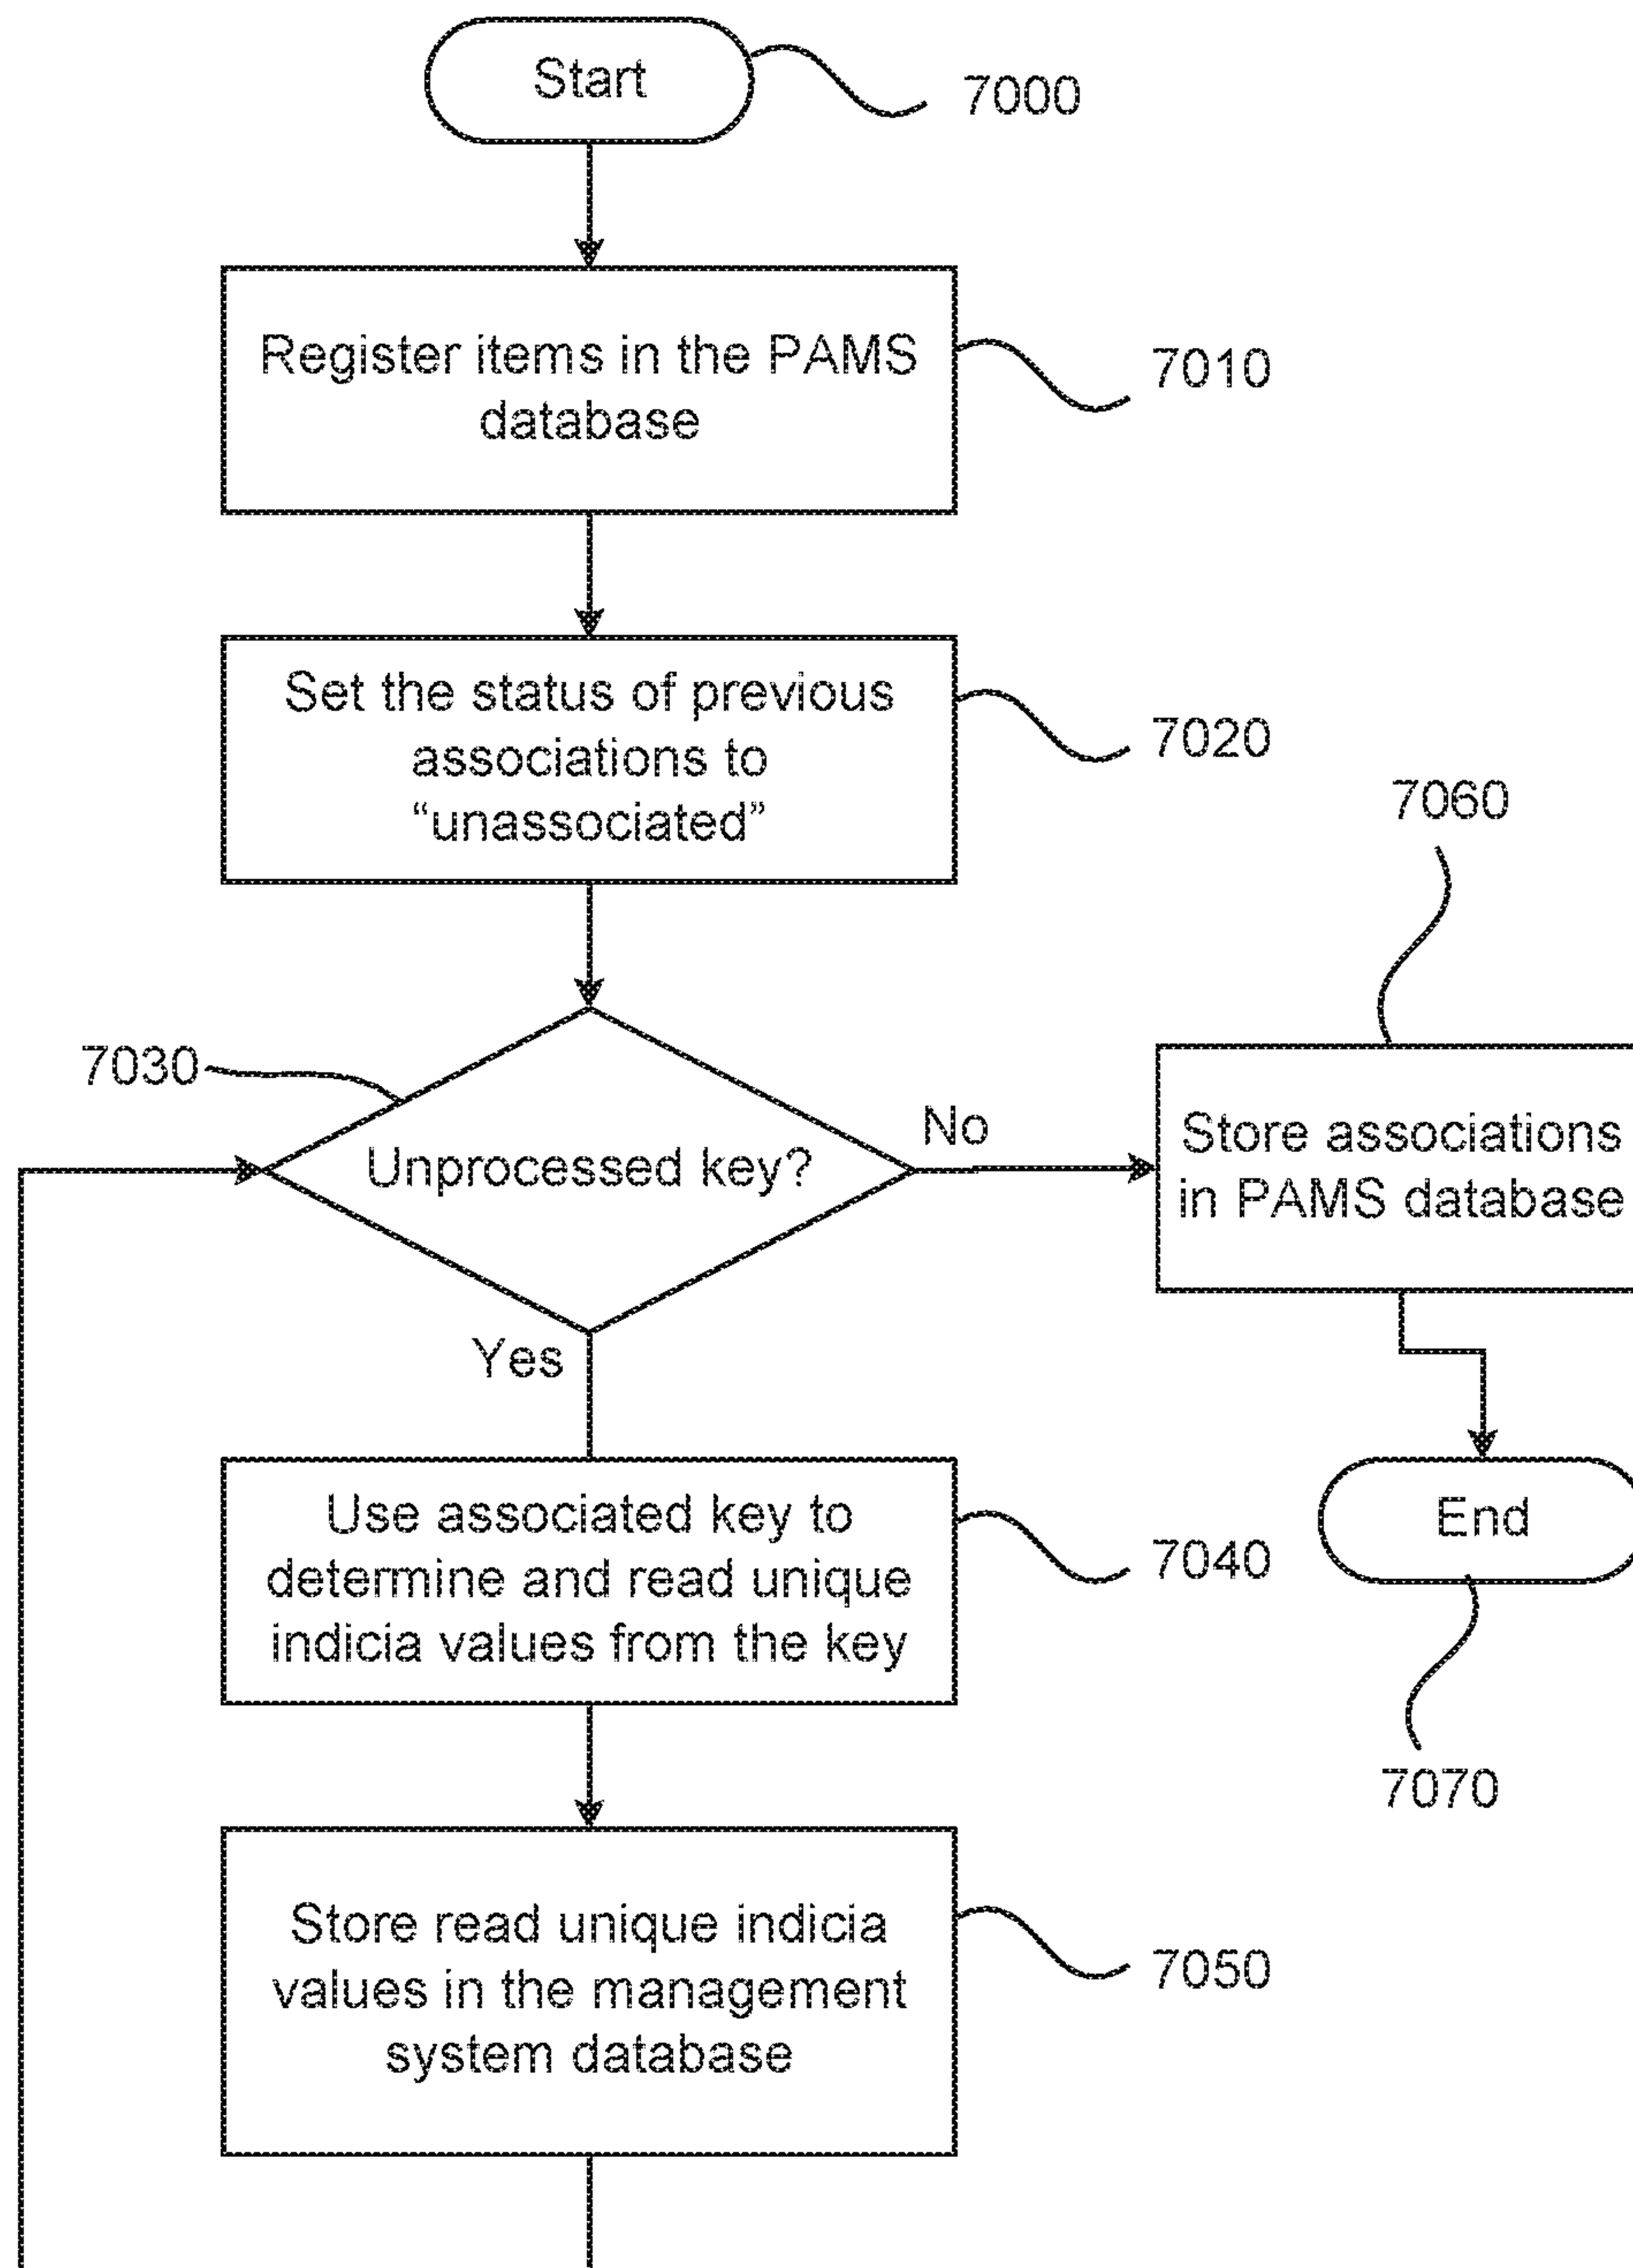 Start
7000
Register items in the PAMS
database
7010
Set the status of previous
associations to
“unassociated”
7020
7060
7030
Unprocessed key?
No
Store associations
in PAMS database
Yes
Use associated key to
determine and read unique
indicia values from the key
7040
End
7070
Store read unique indicia
values in the management
system database
7050